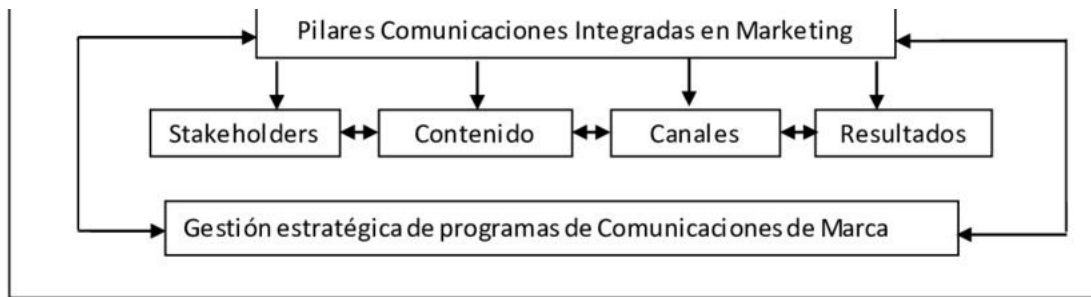 Pilares Comunicaciones Integradas en Marketing
Stakeholders
Contenido
Canales
Resultados
Gestión estratégica de programas de Comunicaciones de Marca